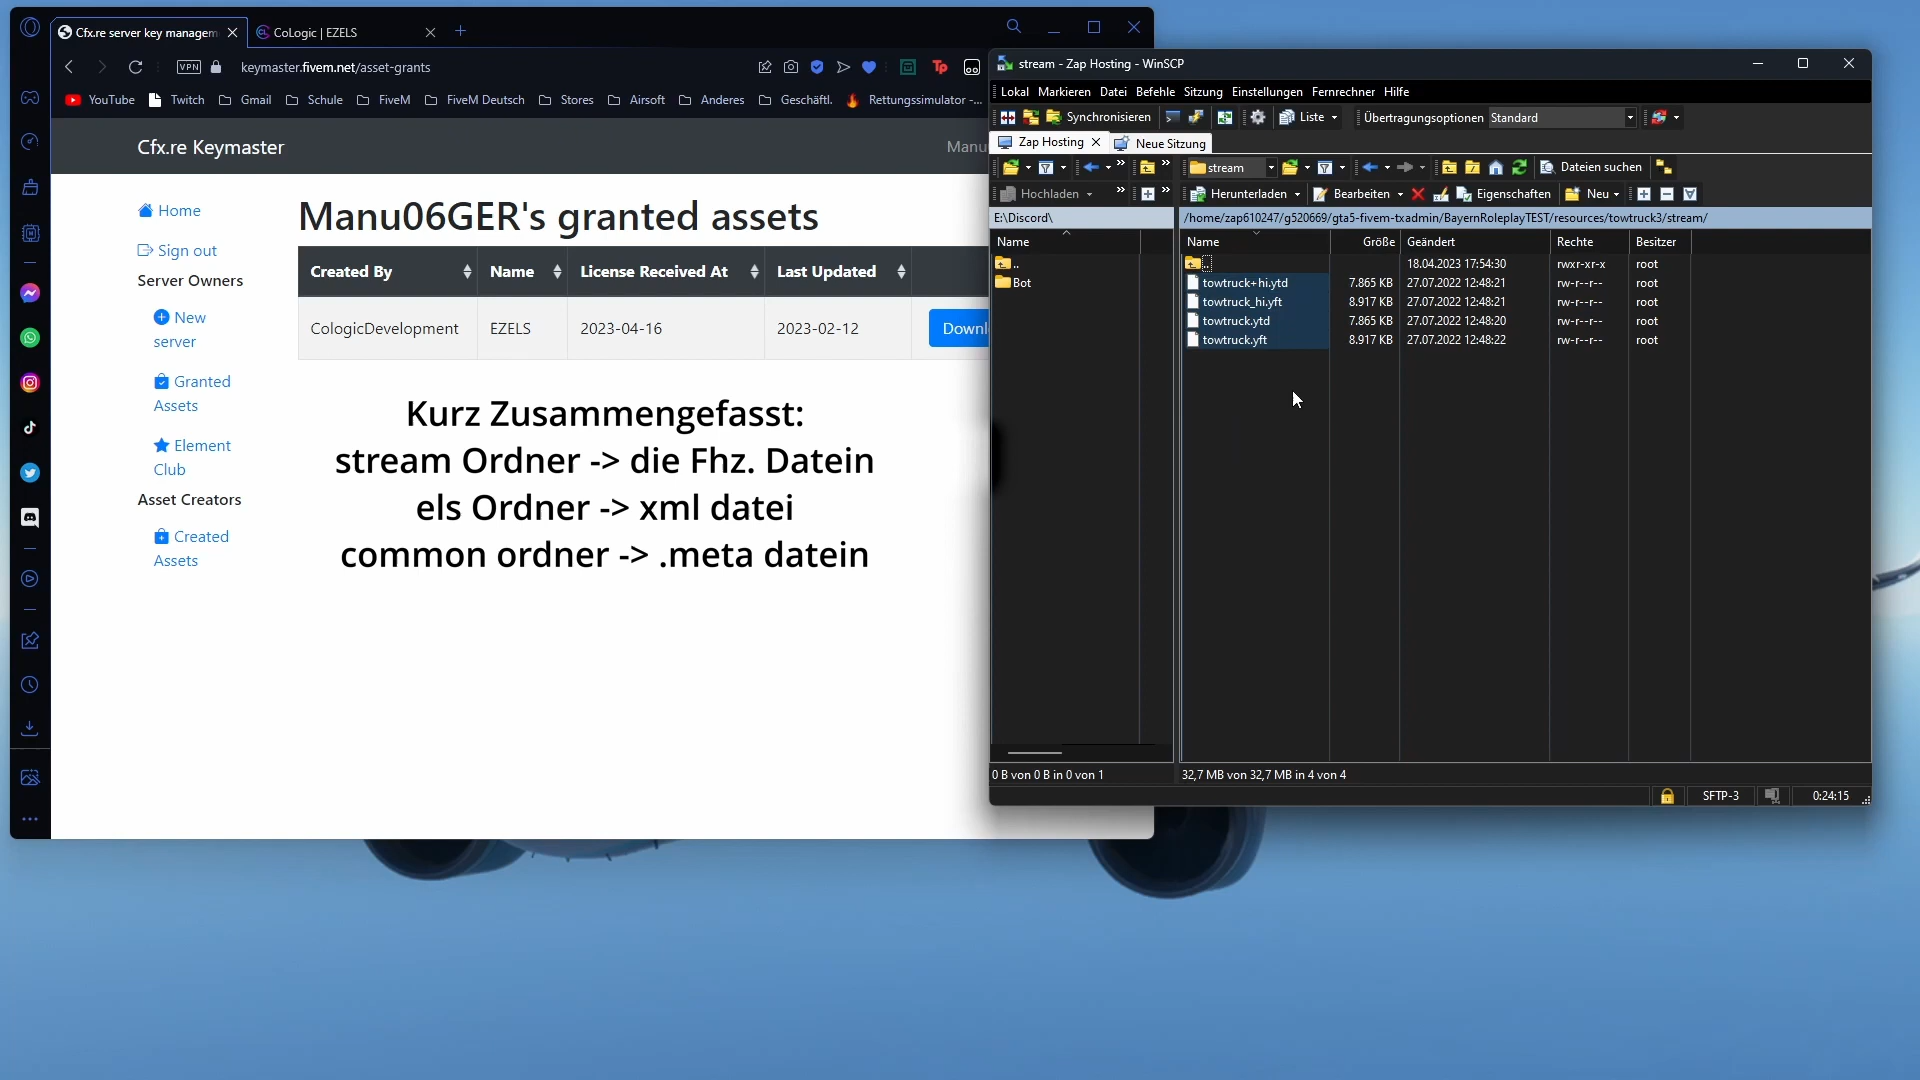 Cfx.re server key managem
CoLogic | EZELS
VPN
keymaster.fivem.net/asset-grants
YouTube
Twitch
Gmail
Schule
FiveM
FiveM Deutsch
Stores
Airsoft
Anderes
Geschäftl.
Rettungssimulator -...
Cfx.re Keymaster
Manu
Home
Sign out
Server Owners
New
server
Granted
Assets
Element
Club
Asset Creators
Created
Assets
Manu06GER's granted assets
Created By Name License Received At Last Updated
CologicDevelopment EZELS 2023-04-16 2023-02-12 Downl
Kurz Zusammengefasst:
stream Ordner -> die Fhz. Datein
els Ordner -> xml datei
common ordner -> .meta datein
stream - Zap Hosting - WinSCP
Lokal Markieren Datei Befehle Sitzung Einstellungen Fernrechner Hilfe
Synchronisieren Liste Übertragungsoptionen Standard
Zap Hosting Neue Sitzung
stream Dateien suchen
Hochladen Herunterladen Bearbeiten Eigenschaften Neu
E:\Discord\
Name
..
Bot
0 B von 0 B in 0 von 1
/home/zap610247/g520669/gta5-fivem-txadmin/BayernRoleplayTEST/resources/towtruck3/stream/
Name Größe Geändert Rechte Besitzer
.. 18.04.2023 17:54:30 rwxr-xr-x root
towtruck+hi.ytd 7.865 KB 27.07.2022 12:48:21 rw-r--r-- root
towtruck_hi.yft 8.917 KB 27.07.2022 12:48:21 rw-r--r-- root
towtruck.ytd 7.865 KB 27.07.2022 12:48:20 rw-r--r-- root
towtruck.yft 8.917 KB 27.07.2022 12:48:22 rw-r--r-- root
32,7 MB von 32,7 MB in 4 von 4
SFTP-3 0:24:15